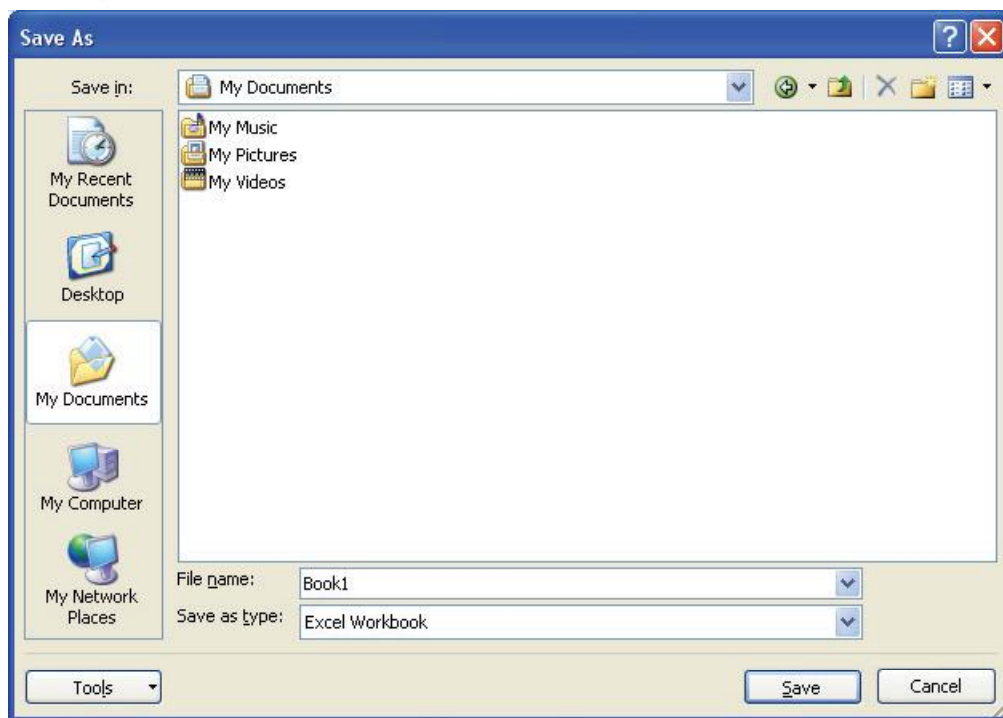 Save As
Save in:
My Documents
My Recent
Documents
Desktop
My Documents
My Computer
My Network
Places
My Music
My Pictures
My Videos
File name:
Book1
Save as type:
Excel Workbook
Tools
Save
Cancel